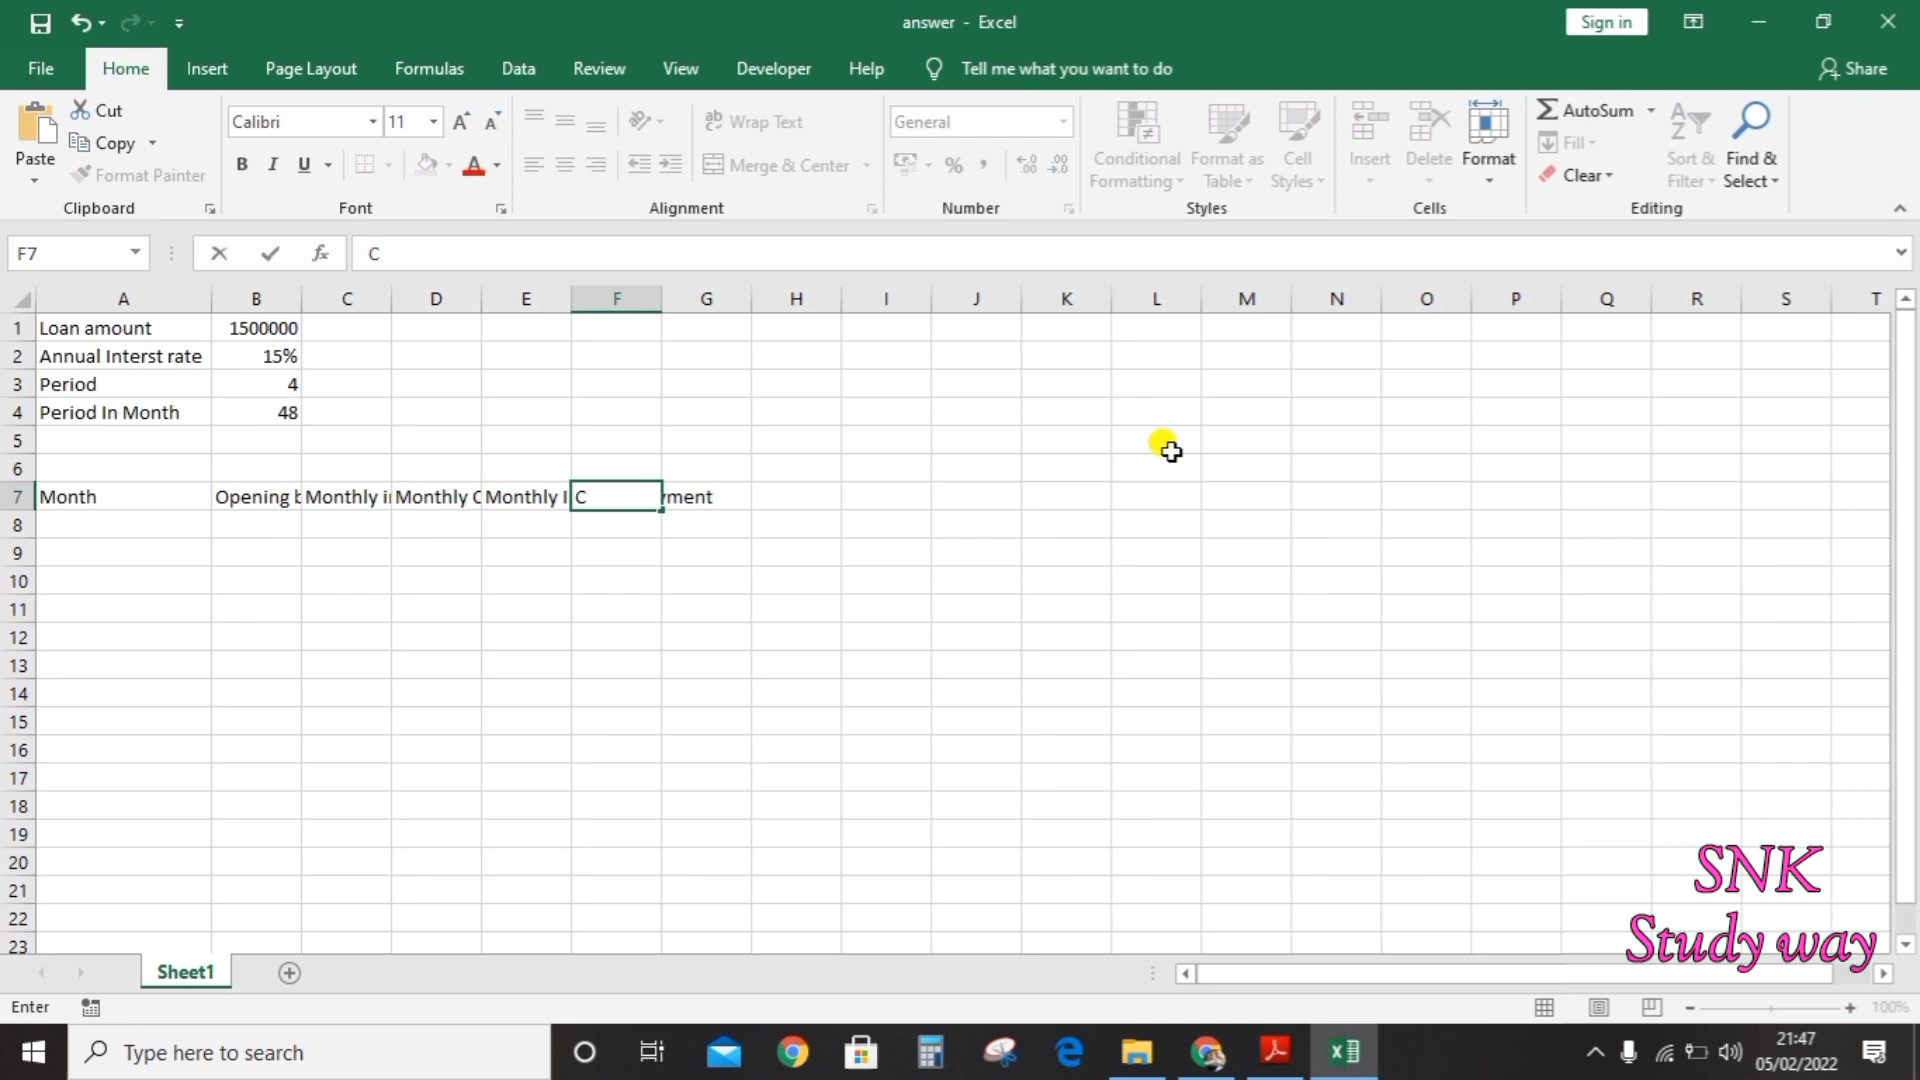 answer - Excel
Sign in
File Home Insert Page Layout Formulas Data Review View Developer Help Tell me what you want to do Share
Cut
Copy
Format Painter
Paste
Clipboard
Calibri 11
B I U A
Font
Wrap Text
Merge & Center
Alignment
General
% ,
Number
Conditional Formatting
Format as Table
Cell Styles
Styles
Insert Delete Format
Cells
AutoSum
Fill
Clear
Sort & Filter
Find & Select
Editing
F7 fx C
A B C D E F G H I J K L M N O P Q R S T
1 Loan amount 1500000
2 Annual Interst rate 15%
3 Period 4
4 Period In Month 48
5
6
7 Month Opening Monthly Monthly Monthly C
8
9
10
11
12
13
14
15
16
17
18
19
20
21
22
23
SNK
Study way
Sheet1
Enter
100%
Type here to search
21:47
05/02/2022